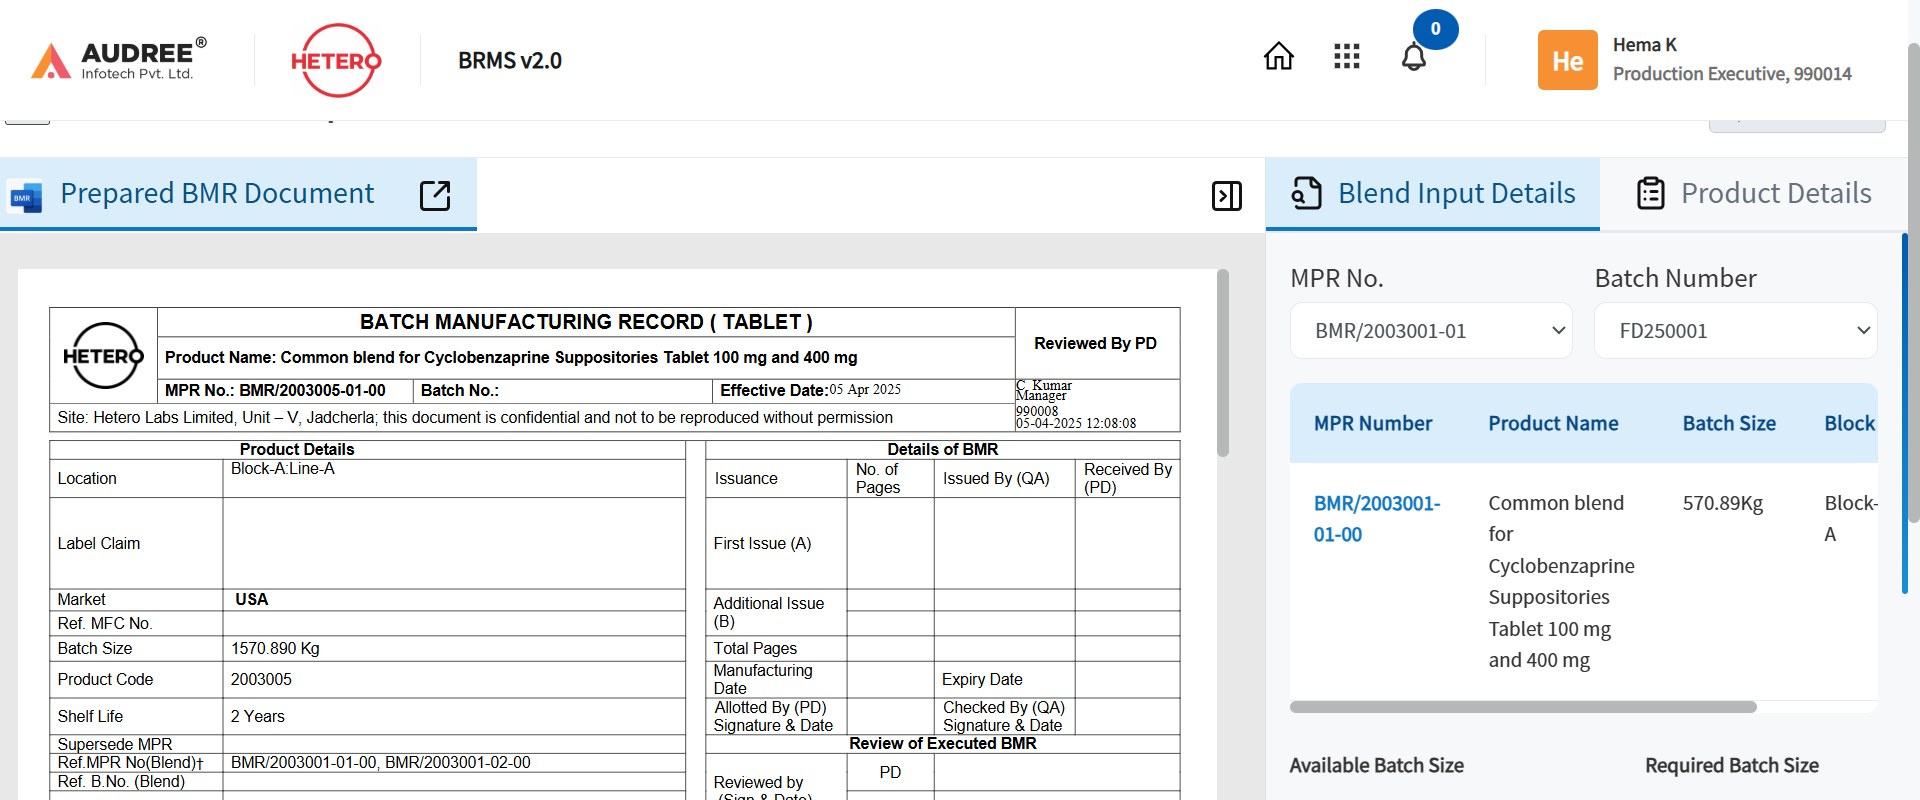 AUDREE®
Infotech Pvt. Ltd.
HETERO
BRMS v2.0
0
He
Hema K
Production Executive, 990014
BMR
Prepared BMR Document
Blend Input Details
Product Details
HETERO
BATCH MANUFACTURING RECORD ( TABLET )
Product Name: Common blend for Cyclobenzaprine Suppositories Tablet 100 mg and 400 mg
Reviewed By PD
MPR No.: BMR/2003005-01-00
Batch No.:
Effective Date:05 Apr 2025
C. Kumar
Manager
990008
05-04-2025 12:08:08
Site: Hetero Labs Limited, Unit – V, Jadcherla; this document is confidential and not to be reproduced without permission
Product Details
Location
Block-A:Line-A
Label Claim
Market
USA
Ref. MFC No.
Batch Size
1570.890 Kg
Product Code
2003005
Shelf Life
2 Years
Supersede MPR
Ref.MPR No(Blend)†
BMR/2003001-01-00, BMR/2003001-02-00
Ref. B.No. (Blend)
Details of BMR
Issuance
No. of
Pages
Issued By (QA)
Received By
(PD)
First Issue (A)
Additional Issue
(B)
Total Pages
Manufacturing
Date
Expiry Date
Allotted By (PD)
Signature & Date
Checked By (QA)
Signature & Date
Review of Executed BMR
Reviewed by
(Sign & Date)
PD
MPR No.
Batch Number
BMR/2003001-01
FD250001
MPR Number
Product Name
Batch Size
Block
BMR/2003001-
01-00
Common blend
for
Cyclobenzaprine
Suppositories
Tablet 100 mg
and 400 mg
570.89Kg
Block-
A
Available Batch Size
Required Batch Size